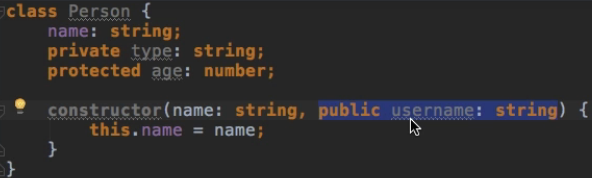 class Person {
name: string;
private type: string;
protected age: number;
constructor(name: string, public username: string) {
this.name = name;
}
}